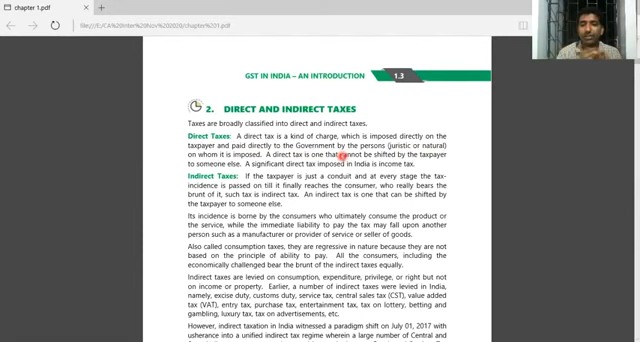 chapter 1.pdf
file:///E:/CA%20Inter%20Nov%202020/chapter%201.pdf
GST IN INDIA – AN INTRODUCTION 1.3
2. DIRECT AND INDIRECT TAXES
Taxes are broadly classified into direct and indirect taxes.
Direct Taxes: A direct tax is a kind of charge, which is imposed directly on the
taxpayer and paid directly to the Government by the persons (juristic or natural)
on whom it is imposed. A direct tax is one that cannot be shifted by the taxpayer
to someone else. A significant direct tax imposed in India is income tax.
Indirect Taxes: If the taxpayer is just a conduit and at every stage the tax-
incidence is passed on till it finally reaches the consumer, who really bears the
brunt of it, such tax is indirect tax. An indirect tax is one that can be shifted by
the taxpayer to someone else.
Its incidence is borne by the consumers who ultimately consume the product or
the service, while the immediate liability to pay the tax may fall upon another
person such as a manufacturer or provider of service or seller of goods.
Also called consumption taxes, they are regressive in nature because they are not
based on the principle of ability to pay. All the consumers, including the
economically challenged bear the brunt of the indirect taxes equally.
Indirect taxes are levied on consumption, expenditure, privilege, or right but not
on income or property. Earlier, a number of indirect taxes were levied in India,
namely, excise duty, customs duty, service tax, central sales tax (CST), value added
tax (VAT), entry tax, purchase tax, entertainment tax, tax on lottery, betting and
gambling, luxury tax, tax on advertisements, etc.
However, indirect taxation in India witnessed a paradigm shift on July 01, 2017 with
usherance into a unified indirect tax regime wherein a large number of Central and